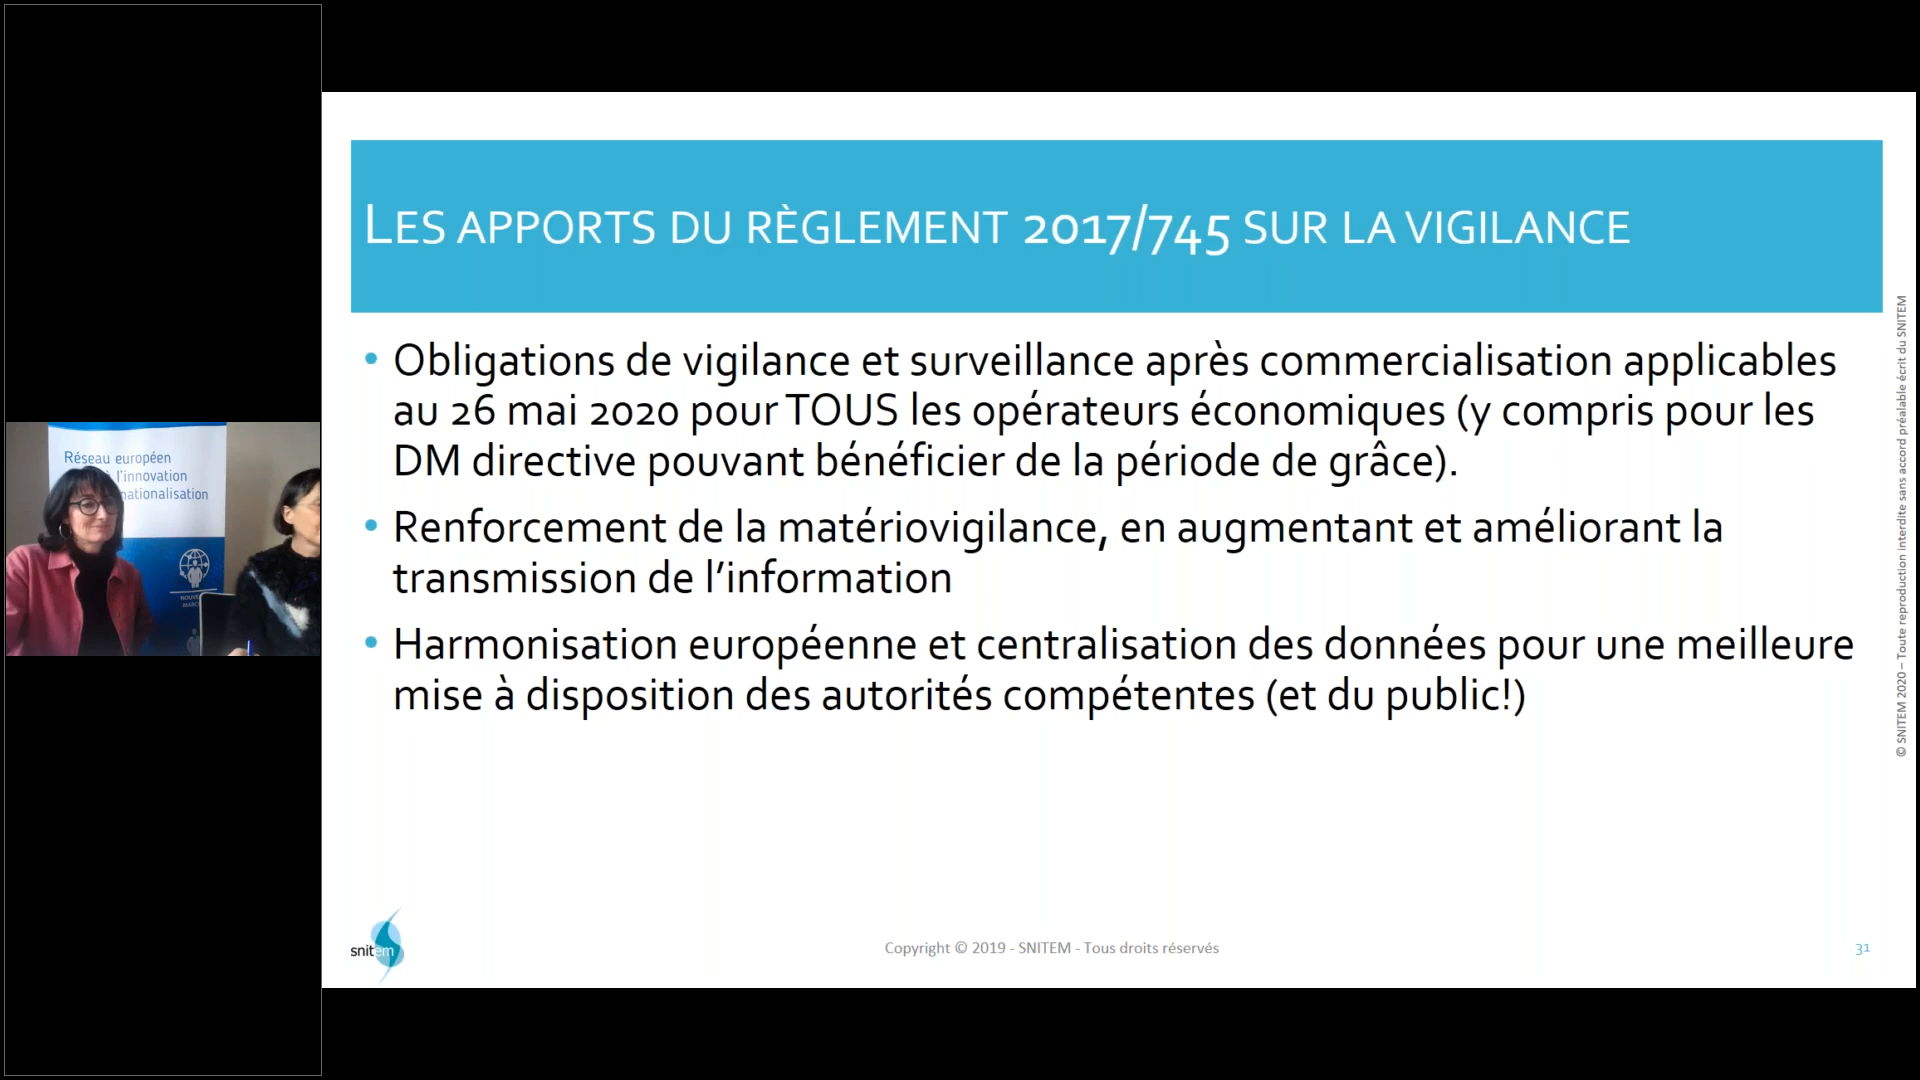 Réseau européen
l'innovation
nationalisation
LES APPORTS DU RÈGLEMENT 2017/745 SUR LA VIGILANCE
• Obligations de vigilance et surveillance après commercialisation applicables
au 26 mai 2020 pour TOUS les opérateurs économiques (y compris pour les
DM directive pouvant bénéficier de la période de grâce).
• Renforcement de la matériovigilance, en augmentant et améliorant la
transmission de l’information
• Harmonisation européenne et centralisation des données pour une meilleure
mise à disposition des autorités compétentes (et du public!)
© SNITEM 2020 – Toute reproduction interdite sans accord préalable écrit du SNITEM
snitem
Copyright © 2019 - SNITEM - Tous droits réservés
31